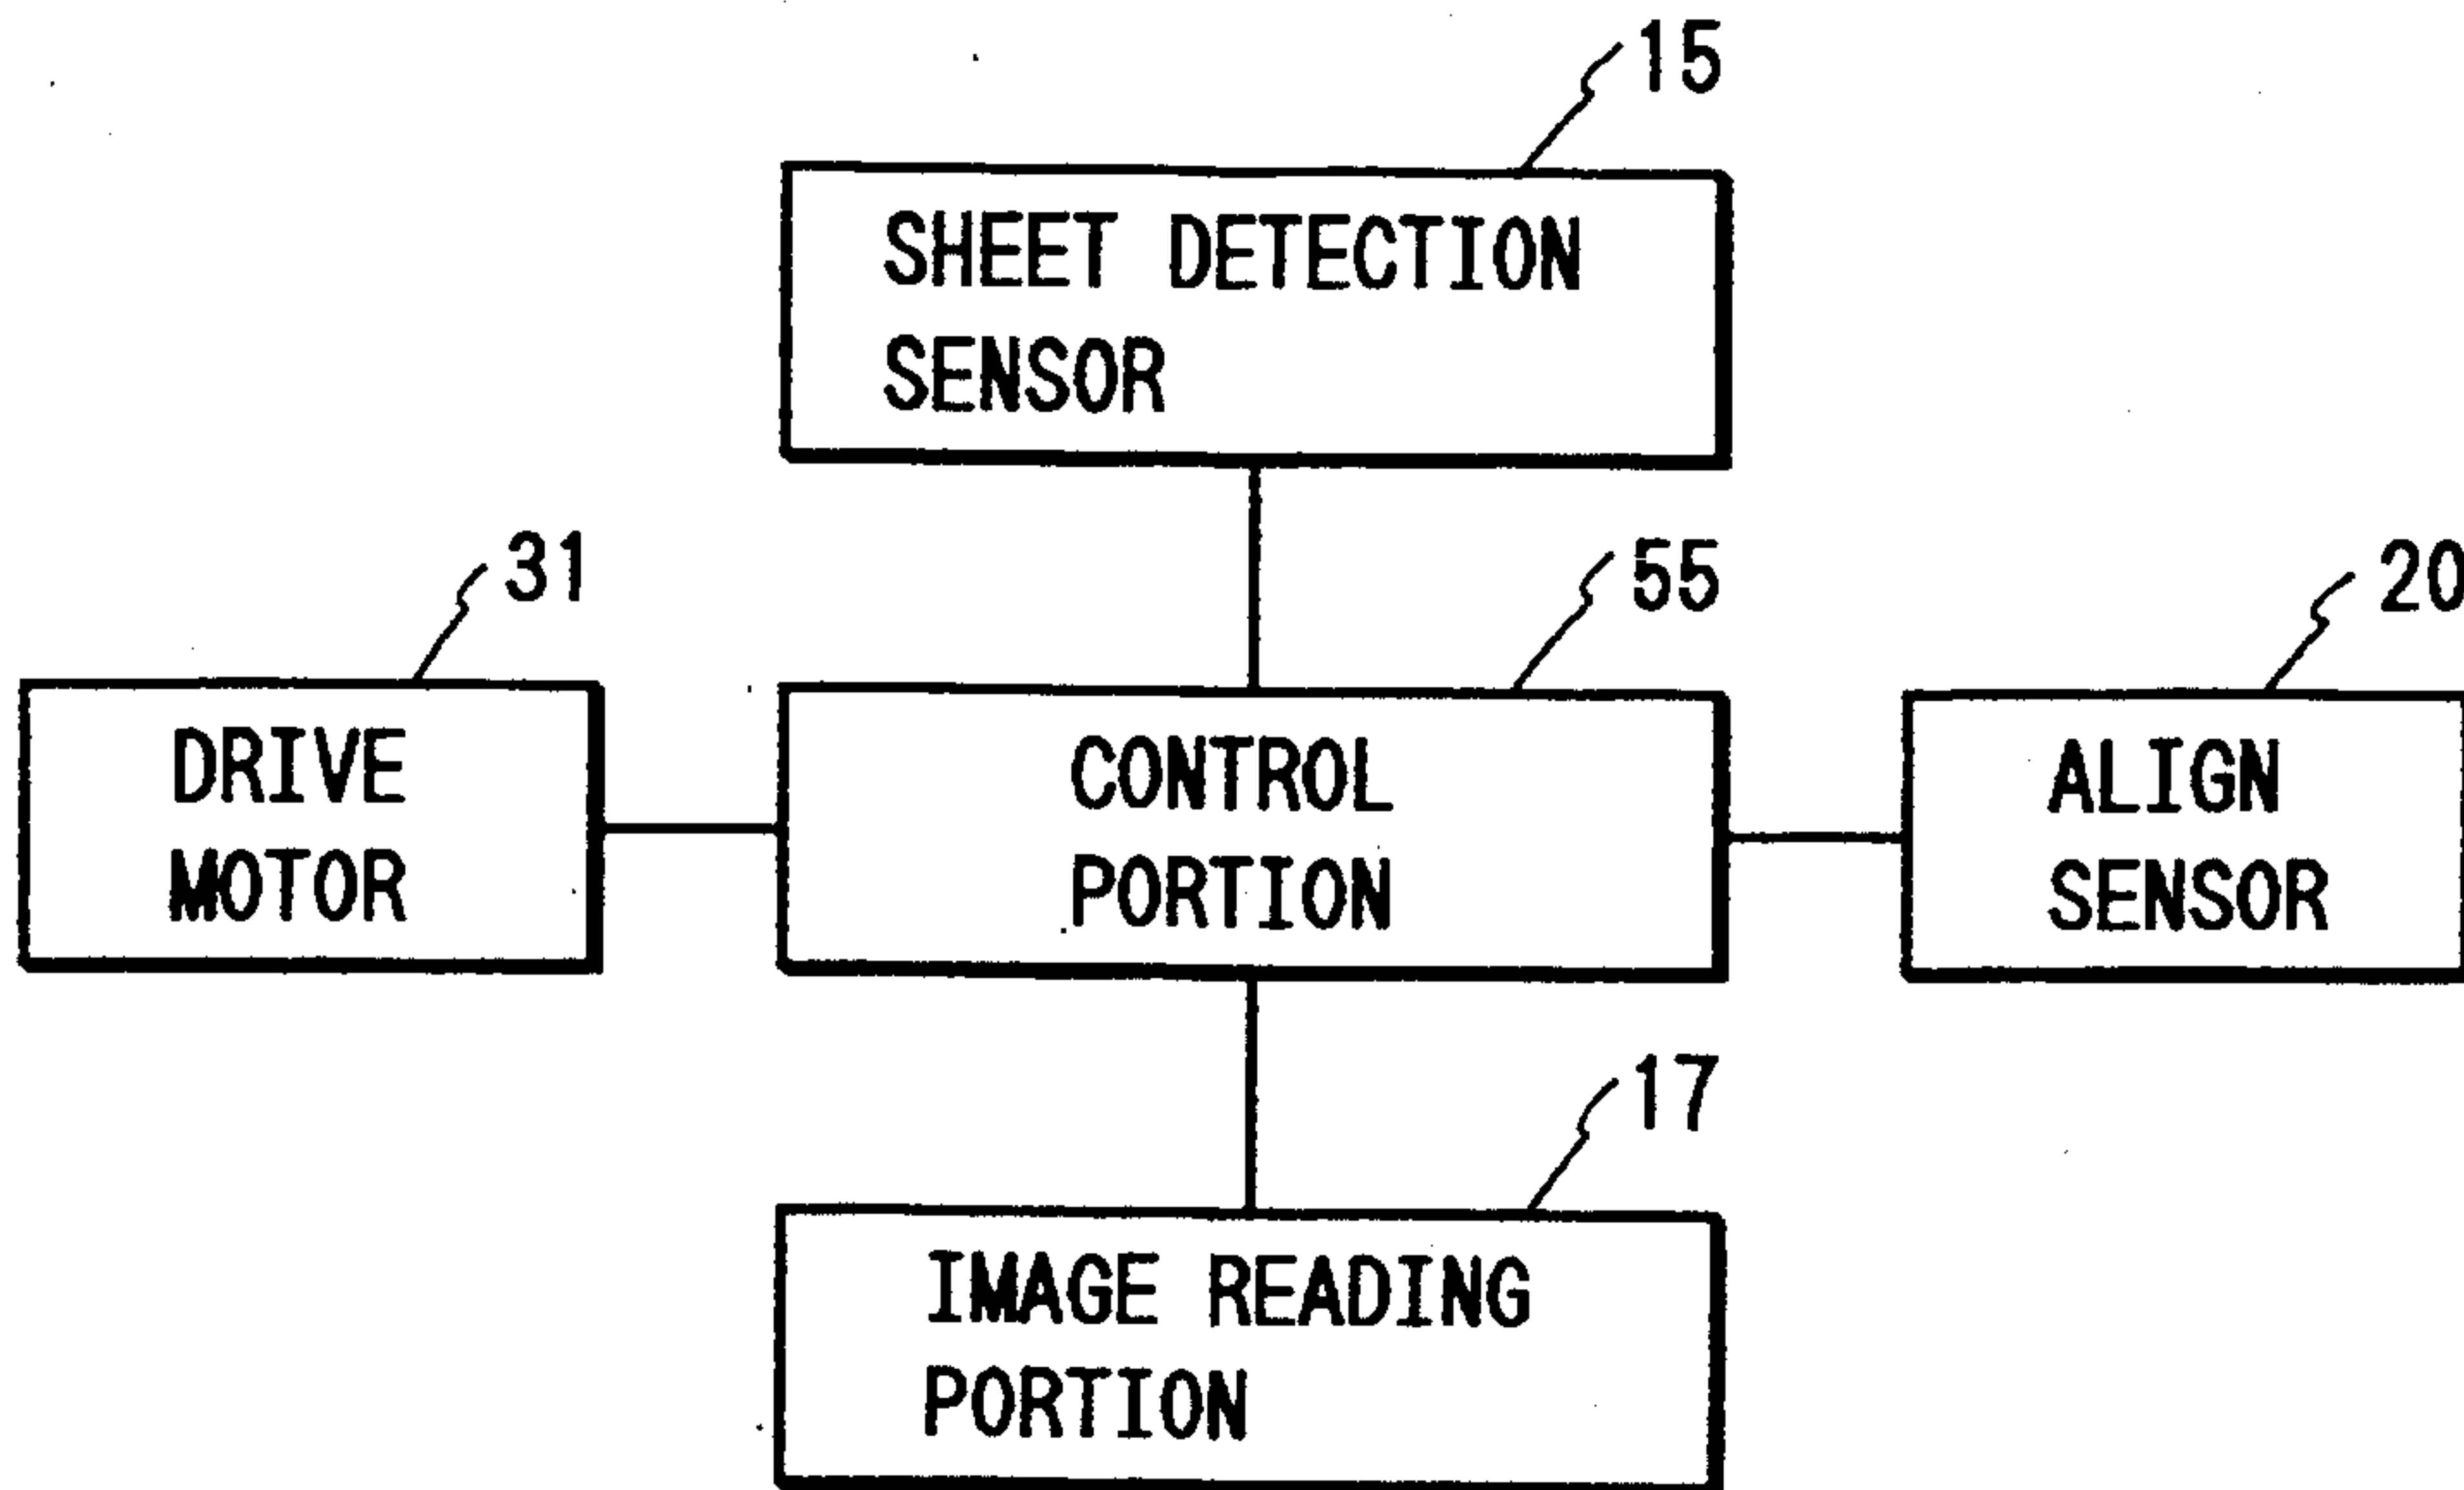 15
SHEET DETECTION
SENSOR
31
55
20
DRIVE
MOTOR
CONTROL
PORTION
ALIGN
SENSOR
17
IMAGE READING
PORTION